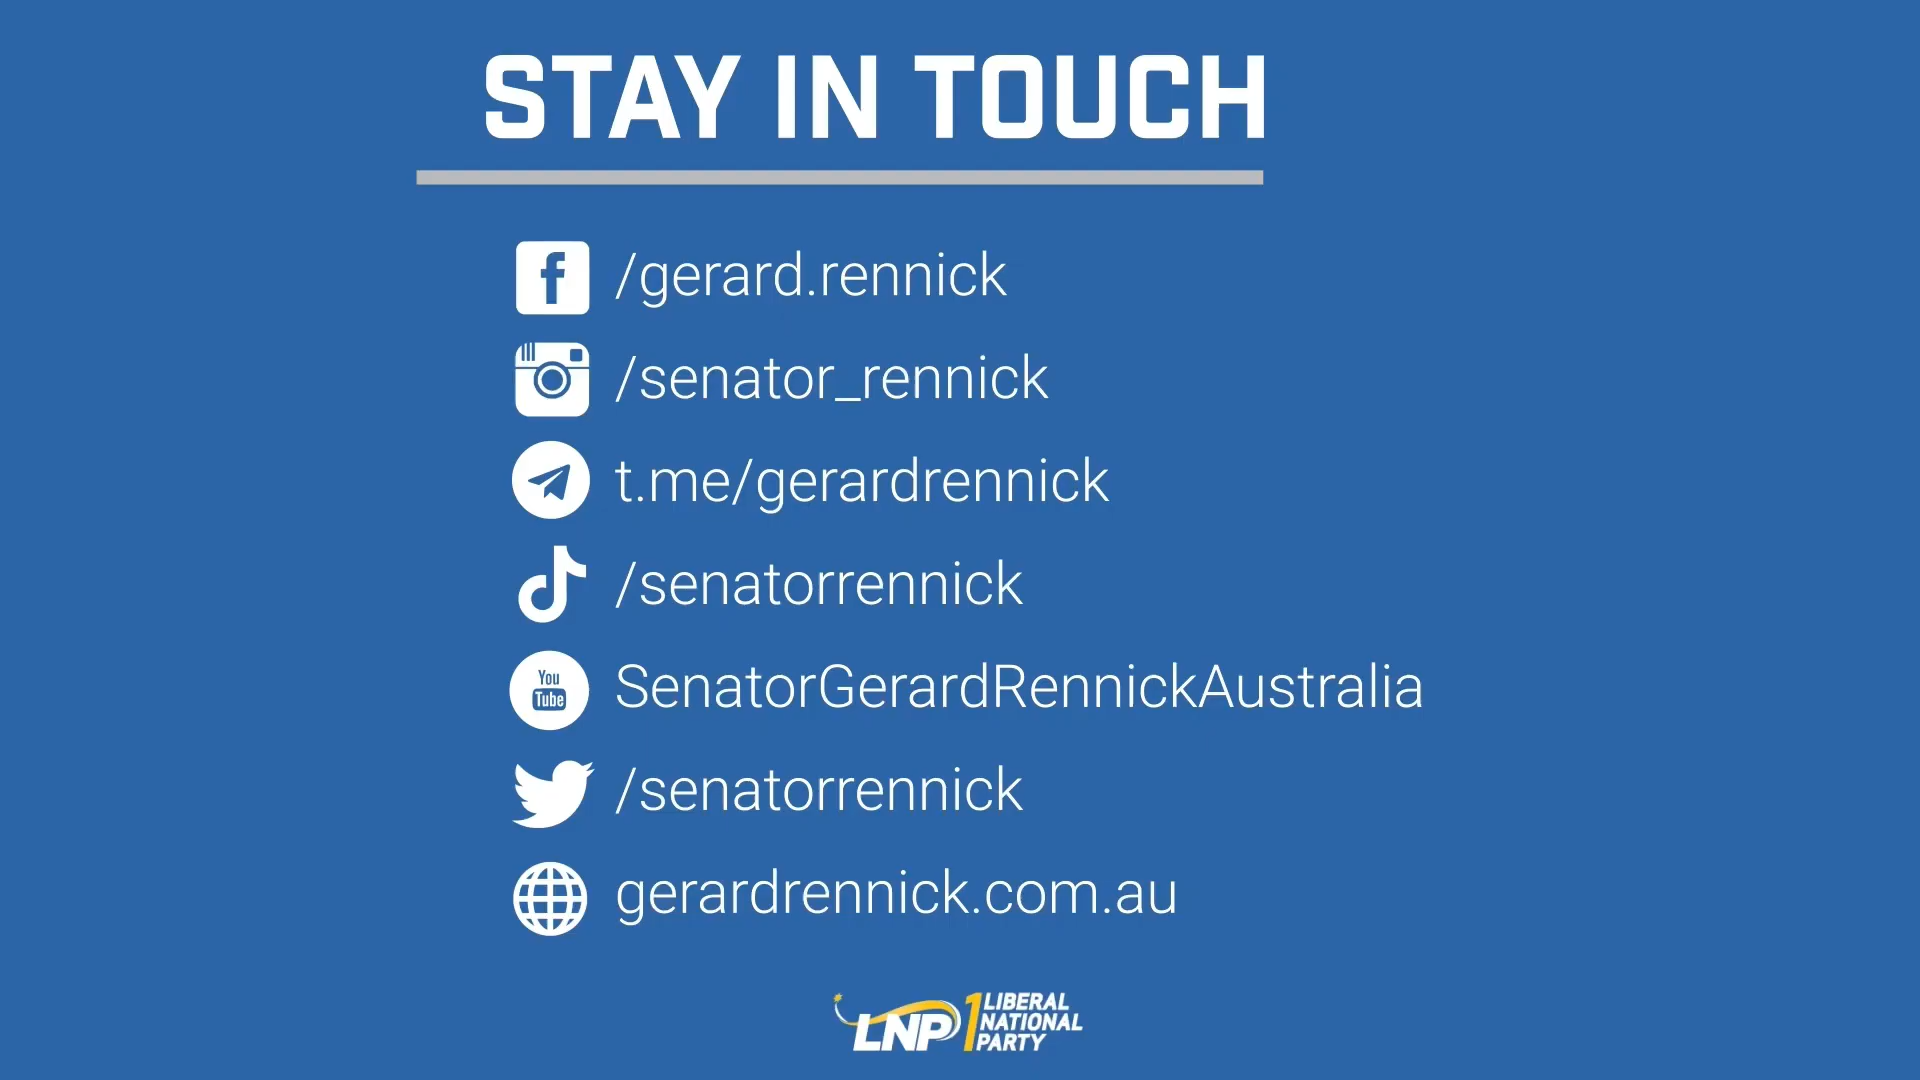 STAY IN TOUCH
/gerard.rennick
/senator_rennick
t.me/gerardrennick
/senatorrennick
You
Tube
SenatorGerardRennickAustralia
/senatorrennick
gerardrennick.com.au
LNP
LIBERAL
NATIONAL
PARTY